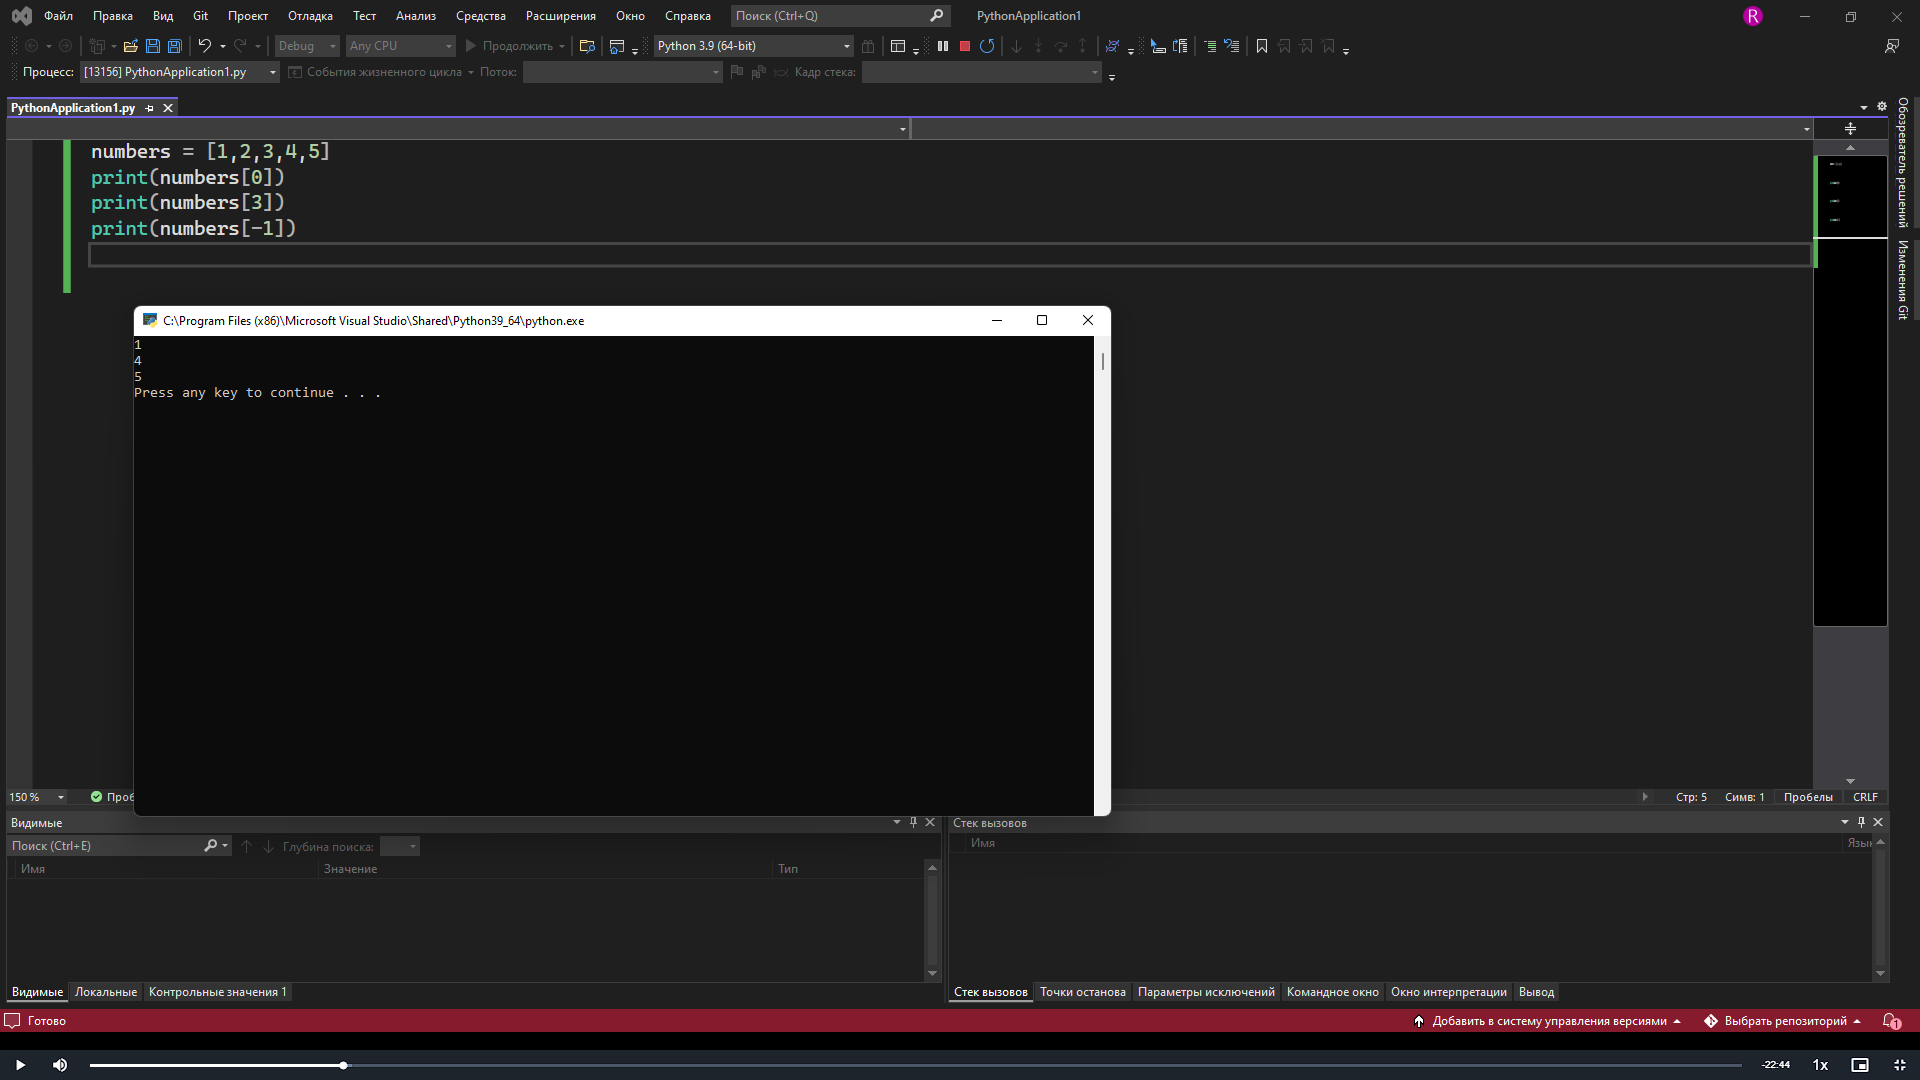 Файл Правка Вид Git Проект Отладка Тест Анализ Средства Расширения Окно Справка Поиск (Ctrl+Q) PythonApplication1 R
Debug Any CPU Продолжить Python 3.9 (64-bit)
Процесс: [13156] PythonApplication1.py События жизненного цикла Поток: Кадр стека:
PythonApplication1.py
Обозреватель решений
Изменения Git
numbers = [1,2,3,4,5]
print(numbers[0])
print(numbers[3])
print(numbers[-1])
C:\Program Files (x86)\Microsoft Visual Studio\Shared\Python39_64\python.exe
1
4
5
Press any key to continue . . .
150 % Стр: 5 Симв: 1 Пробелы CRLF
Видимые
Поиск (Ctrl+E) Глубина поиска:
Имя Значение Тип
Видимые Локальные Контрольные значения 1
Стек вызовов
Имя
Стек вызовов Точки останова Параметры исключений Командное окно Окно интерпретации Вывод
Готово Добавить в систему управления версиями Выбрать репозиторий 1
-22:44 1x